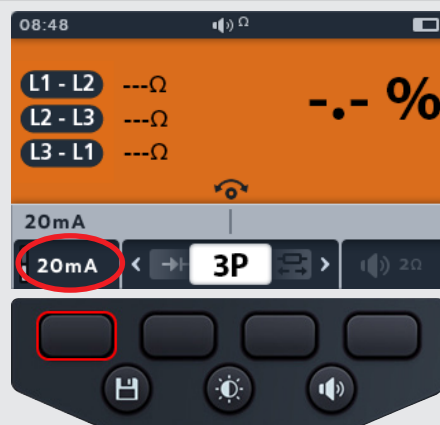 08:48 Ω
L1 - L2 ---Ω
-.- %
L2 - L3 ---Ω
L3 - L1 ---Ω
20mA
20mA < 3P > 2Ω